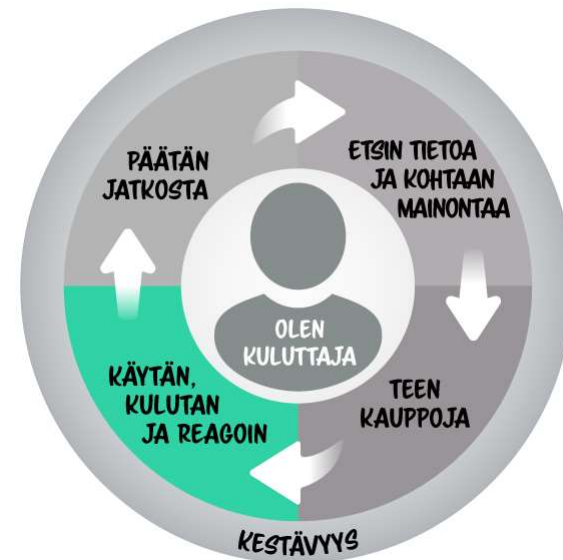 PÄÄTÄN
JATKOSTA
ETSIN TIETOA
JA KOHTAAN
MAINONTAA
OLEN
KULUTTAJA
KÄYTÄN,
KULUTAN
JA REAGOIN
TEEN
KAUPPOJA
KESTÄVYYS